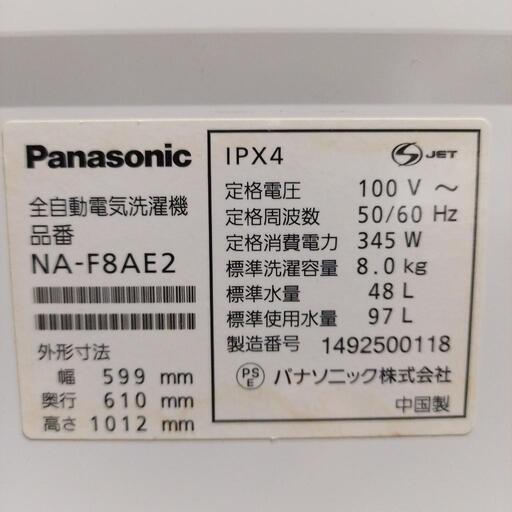 Panasonic
全自動電気洗濯機
品番
NA-F8AE2
外形寸法
幅 599 mm
奥行 610 mm
高さ 1012 mm
IPX4
S JET
定格電圧 100 V ～
定格周波数 50/60 Hz
定格消費電力 345 W
標準洗濯容量 8.0 kg
標準水量 48 L
標準使用水量 97 L
製造番号 1492500118
PS E パナソニック株式会社
中国製